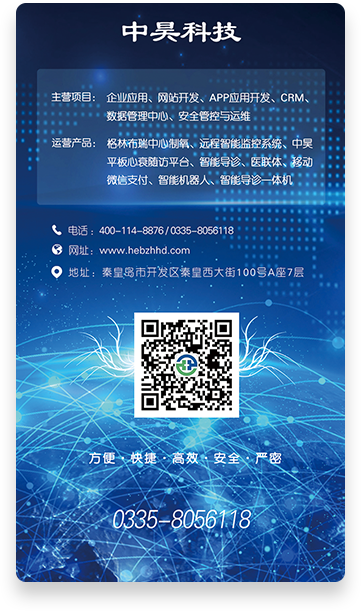 中昊科技
主营项目： 企业应用、网站开发、APP应用开发、CRM、
数据管理中心、安全管控与运维
运营产品： 格林布瑞中心制氧、远程智能监控系统、中昊
平板心衰随访平台、智能导诊、医联体、移动
微信支付、智能机器人、智能导诊一体机
电话：400-114-8876 / 0335-8056118
网址：www.hebzhhd.com
地址：秦皇岛市开发区秦皇西大街100号A座7层
方便·快捷·高效·安全·严密
0335-8056118